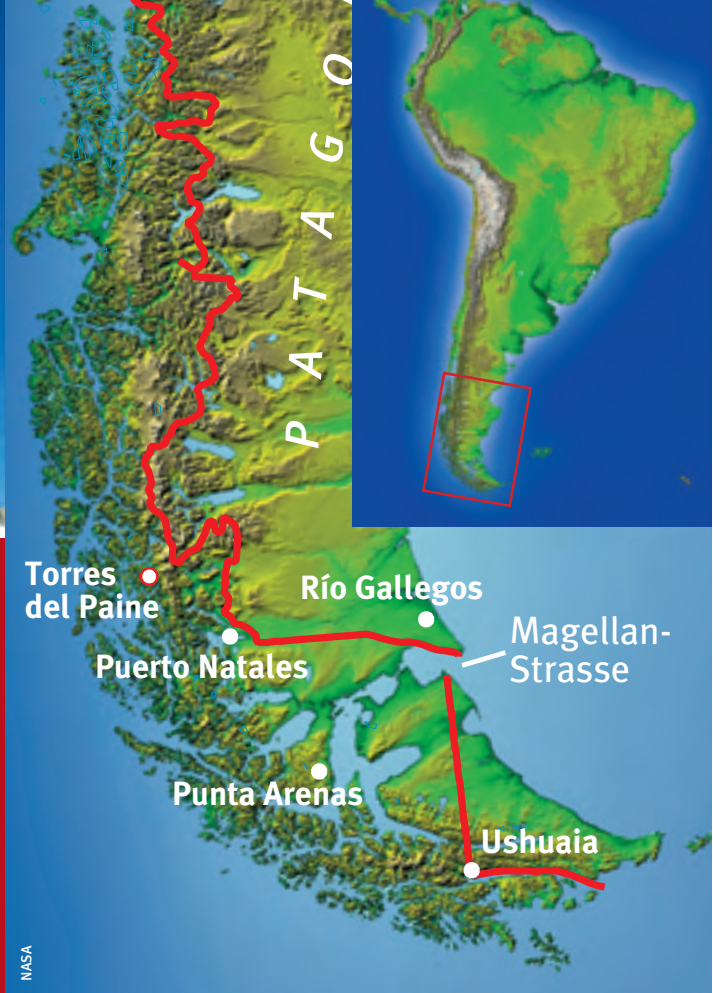 P A T A G O
Torres
del Paine
Río Gallegos
Magellan-
Strasse
Puerto Natales
Punta Arenas
Ushuaia
NASA